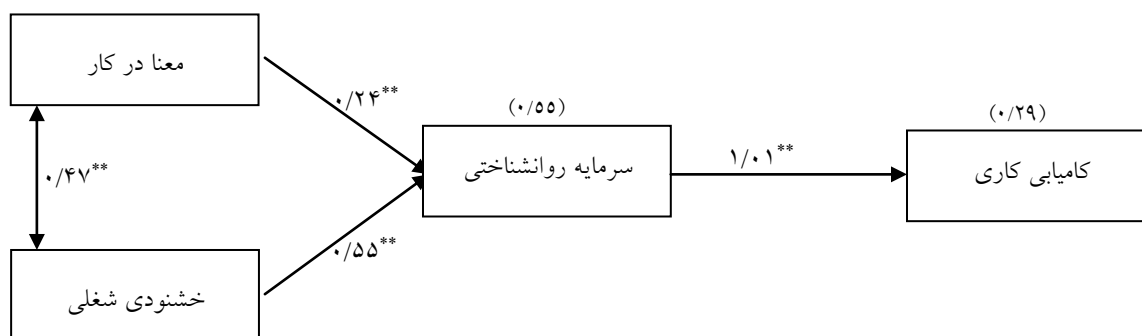 معنا در کار
۰/۲۴**
(۰/۵۵)
(۰/۲۹)
۰/۴۷**
سرمایه روانشناختی
۱/۰۱**
کامیابی کاری
۰/۵۵**
خشنودی شغلی